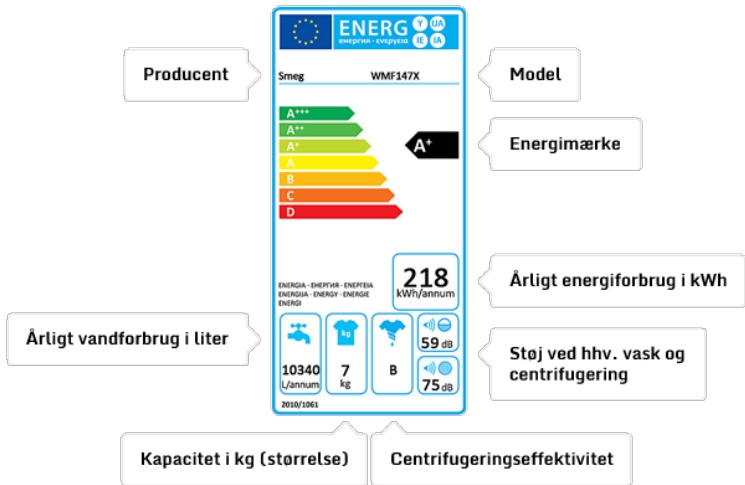 ENERG Y UA
енергия · ενεργεια IE IA
Producent
Smeg WMF147X
Model
A+++
A++
A+
A
B
C
D
A+
Energimærke
218
kWh/annum
Årligt energiforbrug i kWh
ENERGIA - ЕНЕРГИЯ - ΕΝΕΡΓΕΙΑ
ENERGIJA - ENERGY - ENERGIE
ENERGI
Årligt vandforbrug i liter
10340
L/annum
kg
7
kg
B
59 dB
75 dB
Støj ved hhv. vask og
centrifugering
2010/1061
Kapacitet i kg (størrelse)
Centrifugeringseffektivitet